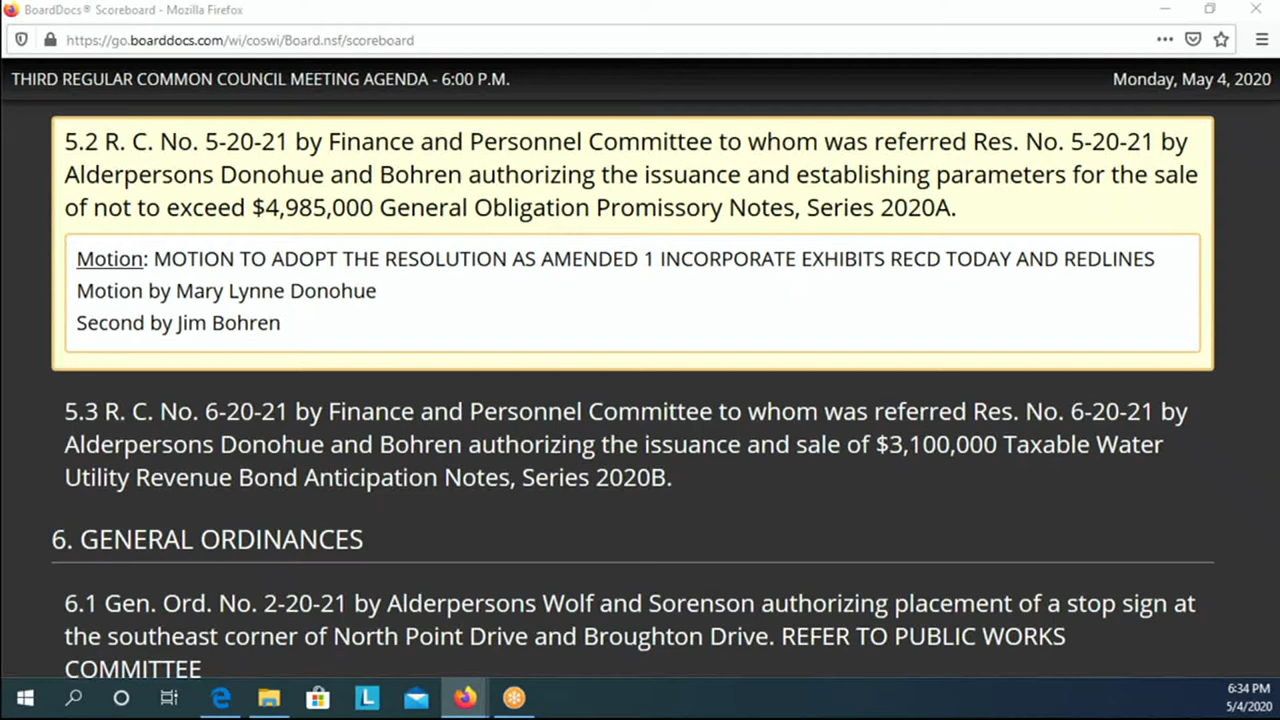 BoardDocs® Scoreboard - Mozilla Firefox
https://go.boarddocs.com/wi/coswi/Board.nsf/scoreboard
THIRD REGULAR COMMON COUNCIL MEETING AGENDA - 6:00 P.M.
Monday, May 4, 2020
5.2 R. C. No. 5-20-21 by Finance and Personnel Committee to whom was referred Res. No. 5-20-21 by
Alderpersons Donohue and Bohren authorizing the issuance and establishing parameters for the sale
of not to exceed $4,985,000 General Obligation Promissory Notes, Series 2020A.
Motion: MOTION TO ADOPT THE RESOLUTION AS AMENDED 1 INCORPORATE EXHIBITS RECD TODAY AND REDLINES
Motion by Mary Lynne Donohue
Second by Jim Bohren
5.3 R. C. No. 6-20-21 by Finance and Personnel Committee to whom was referred Res. No. 6-20-21 by
Alderpersons Donohue and Bohren authorizing the issuance and sale of $3,100,000 Taxable Water
Utility Revenue Bond Anticipation Notes, Series 2020B.
6. GENERAL ORDINANCES
6.1 Gen. Ord. No. 2-20-21 by Alderpersons Wolf and Sorenson authorizing placement of a stop sign at
the southeast corner of North Point Drive and Broughton Drive. REFER TO PUBLIC WORKS
COMMITTEE
L
6:34 PM
5/4/2020